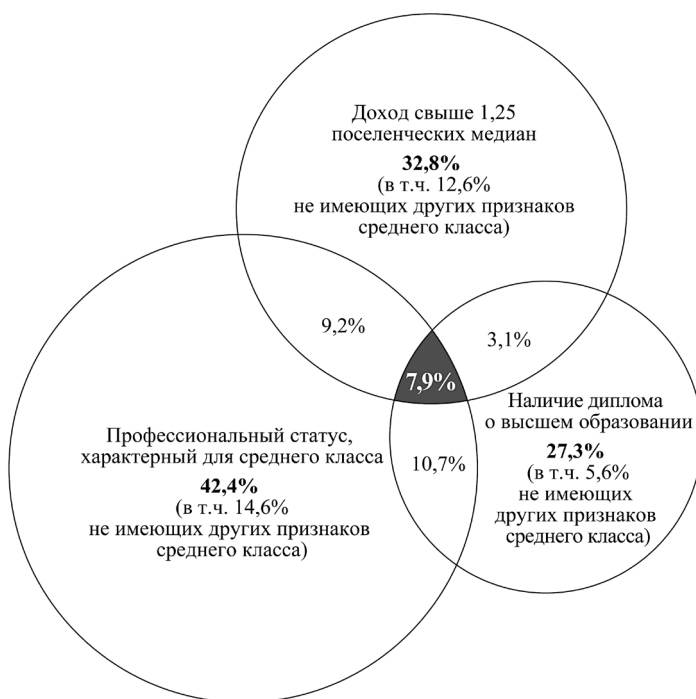 Доход свыше 1,25
поселенческих медиан
32,8%
(в т.ч. 12,6%
не имеющих других признаков
среднего класса)
9,2%
3,1%
7,9%
Наличие диплома
о высшем образовании
27,3%
(в т.ч. 5,6%
не имеющих
других признаков
среднего класса)
Профессиональный статус,
характерный для среднего класса
42,4%
(в т.ч. 14,6%
не имеющих других признаков
среднего класса)
10,7%